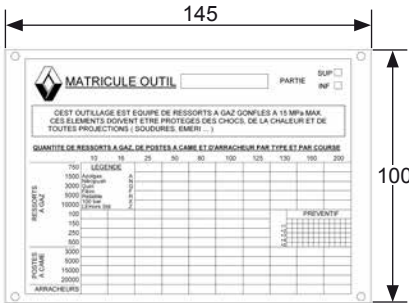 145
MATRICULE OUTIL
PARTIE
SUP
INF
CEST OUTILLAGE EST EQUIPE DE RESSORTS A GAZ GONFLES A 15 MPa MAX
CES ELEMENTS DOIVENT ETRE PROTEGES DES CHOCS, DE LA CHALEUR ET DE
TOUTES PROJECTIONS ( SOUDURES, EMERI ... )
100
QUANTITE DE RESSORTS A GAZ, DE POSTES A CAME ET D'ARRACHEUR PAR TYPE ET PAR COURSE
10 16 25 50 80 100 125 130 160 200
RESSORTS A GAZ
750 LEGENDE
1500
3000
5000
10000
100
150
250
500
PREVENTIF
POSTES A CAME
3000
5000
15000
20000
ARRACHEURS